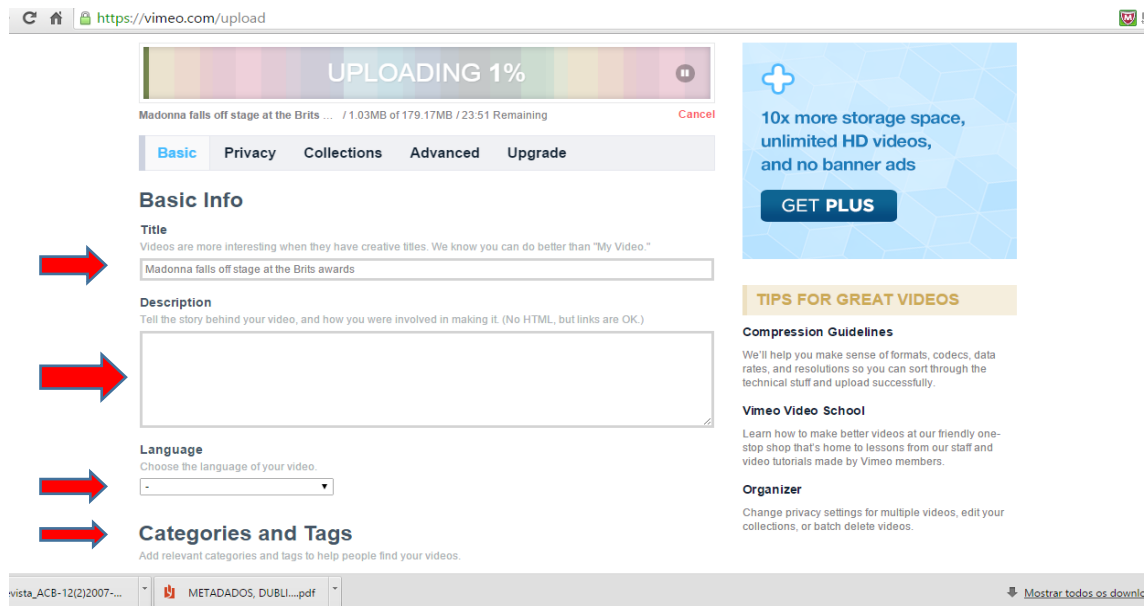 https://vimeo.com/upload
UPLOADING 1%
Madonna falls off stage at the Brits ... / 1.03MB of 179.17MB / 23:51 Remaining
Cancel
Basic Privacy Collections Advanced Upgrade
Basic Info
Title
Videos are more interesting when they have creative titles. We know you can do better than "My Video."
Madonna falls off stage at the Brits awards
Description
Tell the story behind your video, and how you were involved in making it. (No HTML, but links are OK.)
Language
Choose the language of your video.
-
Categories and Tags
Add relevant categories and tags to help people find your videos.
10x more storage space,
unlimited HD videos,
and no banner ads
GET PLUS
TIPS FOR GREAT VIDEOS
Compression Guidelines
We'll help you make sense of formats, codecs, data
rates, and resolutions so you can sort through the
technical stuff and upload successfully.
Vimeo Video School
Learn how to make better videos at our friendly one-
stop shop that's home to lessons from our staff and
video tutorials made by Vimeo members.
Organizer
Change privacy settings for multiple videos, edit your
collections, or batch delete videos.
evista_ACB-12(2)2007-...
METADADOS, DUBLI....pdf
Mostrar todos os downlo